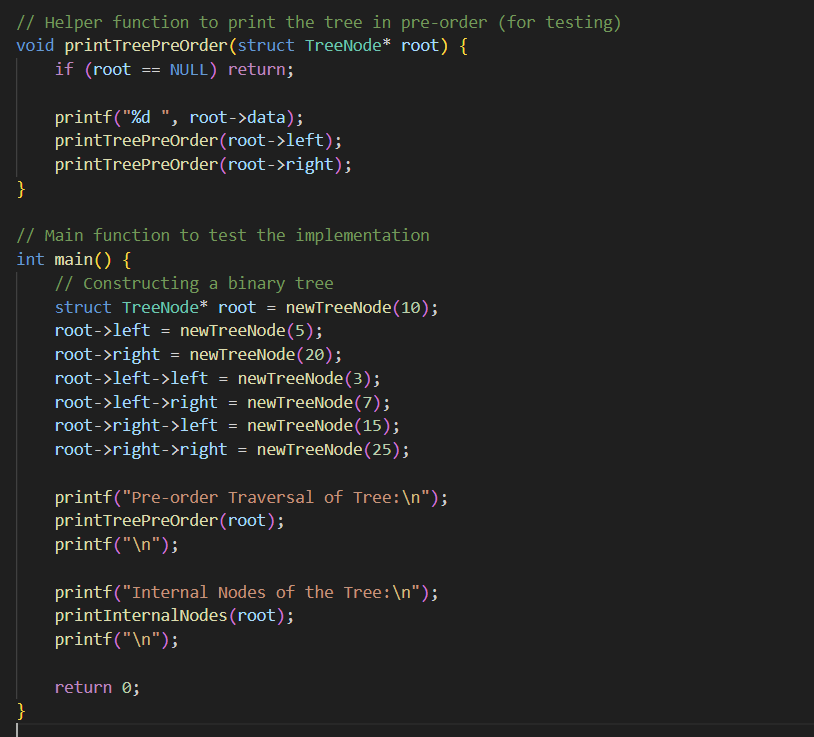 // Helper function to print the tree in pre-order (for testing)
void printTreePreOrder(struct TreeNode* root) {
    if (root == NULL) return;

    printf("%d ", root->data);
    printTreePreOrder(root->left);
    printTreePreOrder(root->right);
}

// Main function to test the implementation
int main() {
    // Constructing a binary tree
    struct TreeNode* root = newTreeNode(10);
    root->left = newTreeNode(5);
    root->right = newTreeNode(20);
    root->left->left = newTreeNode(3);
    root->left->right = newTreeNode(7);
    root->right->left = newTreeNode(15);
    root->right->right = newTreeNode(25);

    printf("Pre-order Traversal of Tree:\n");
    printTreePreOrder(root);
    printf("\n");

    printf("Internal Nodes of the Tree:\n");
    printInternalNodes(root);
    printf("\n");

    return 0;
}